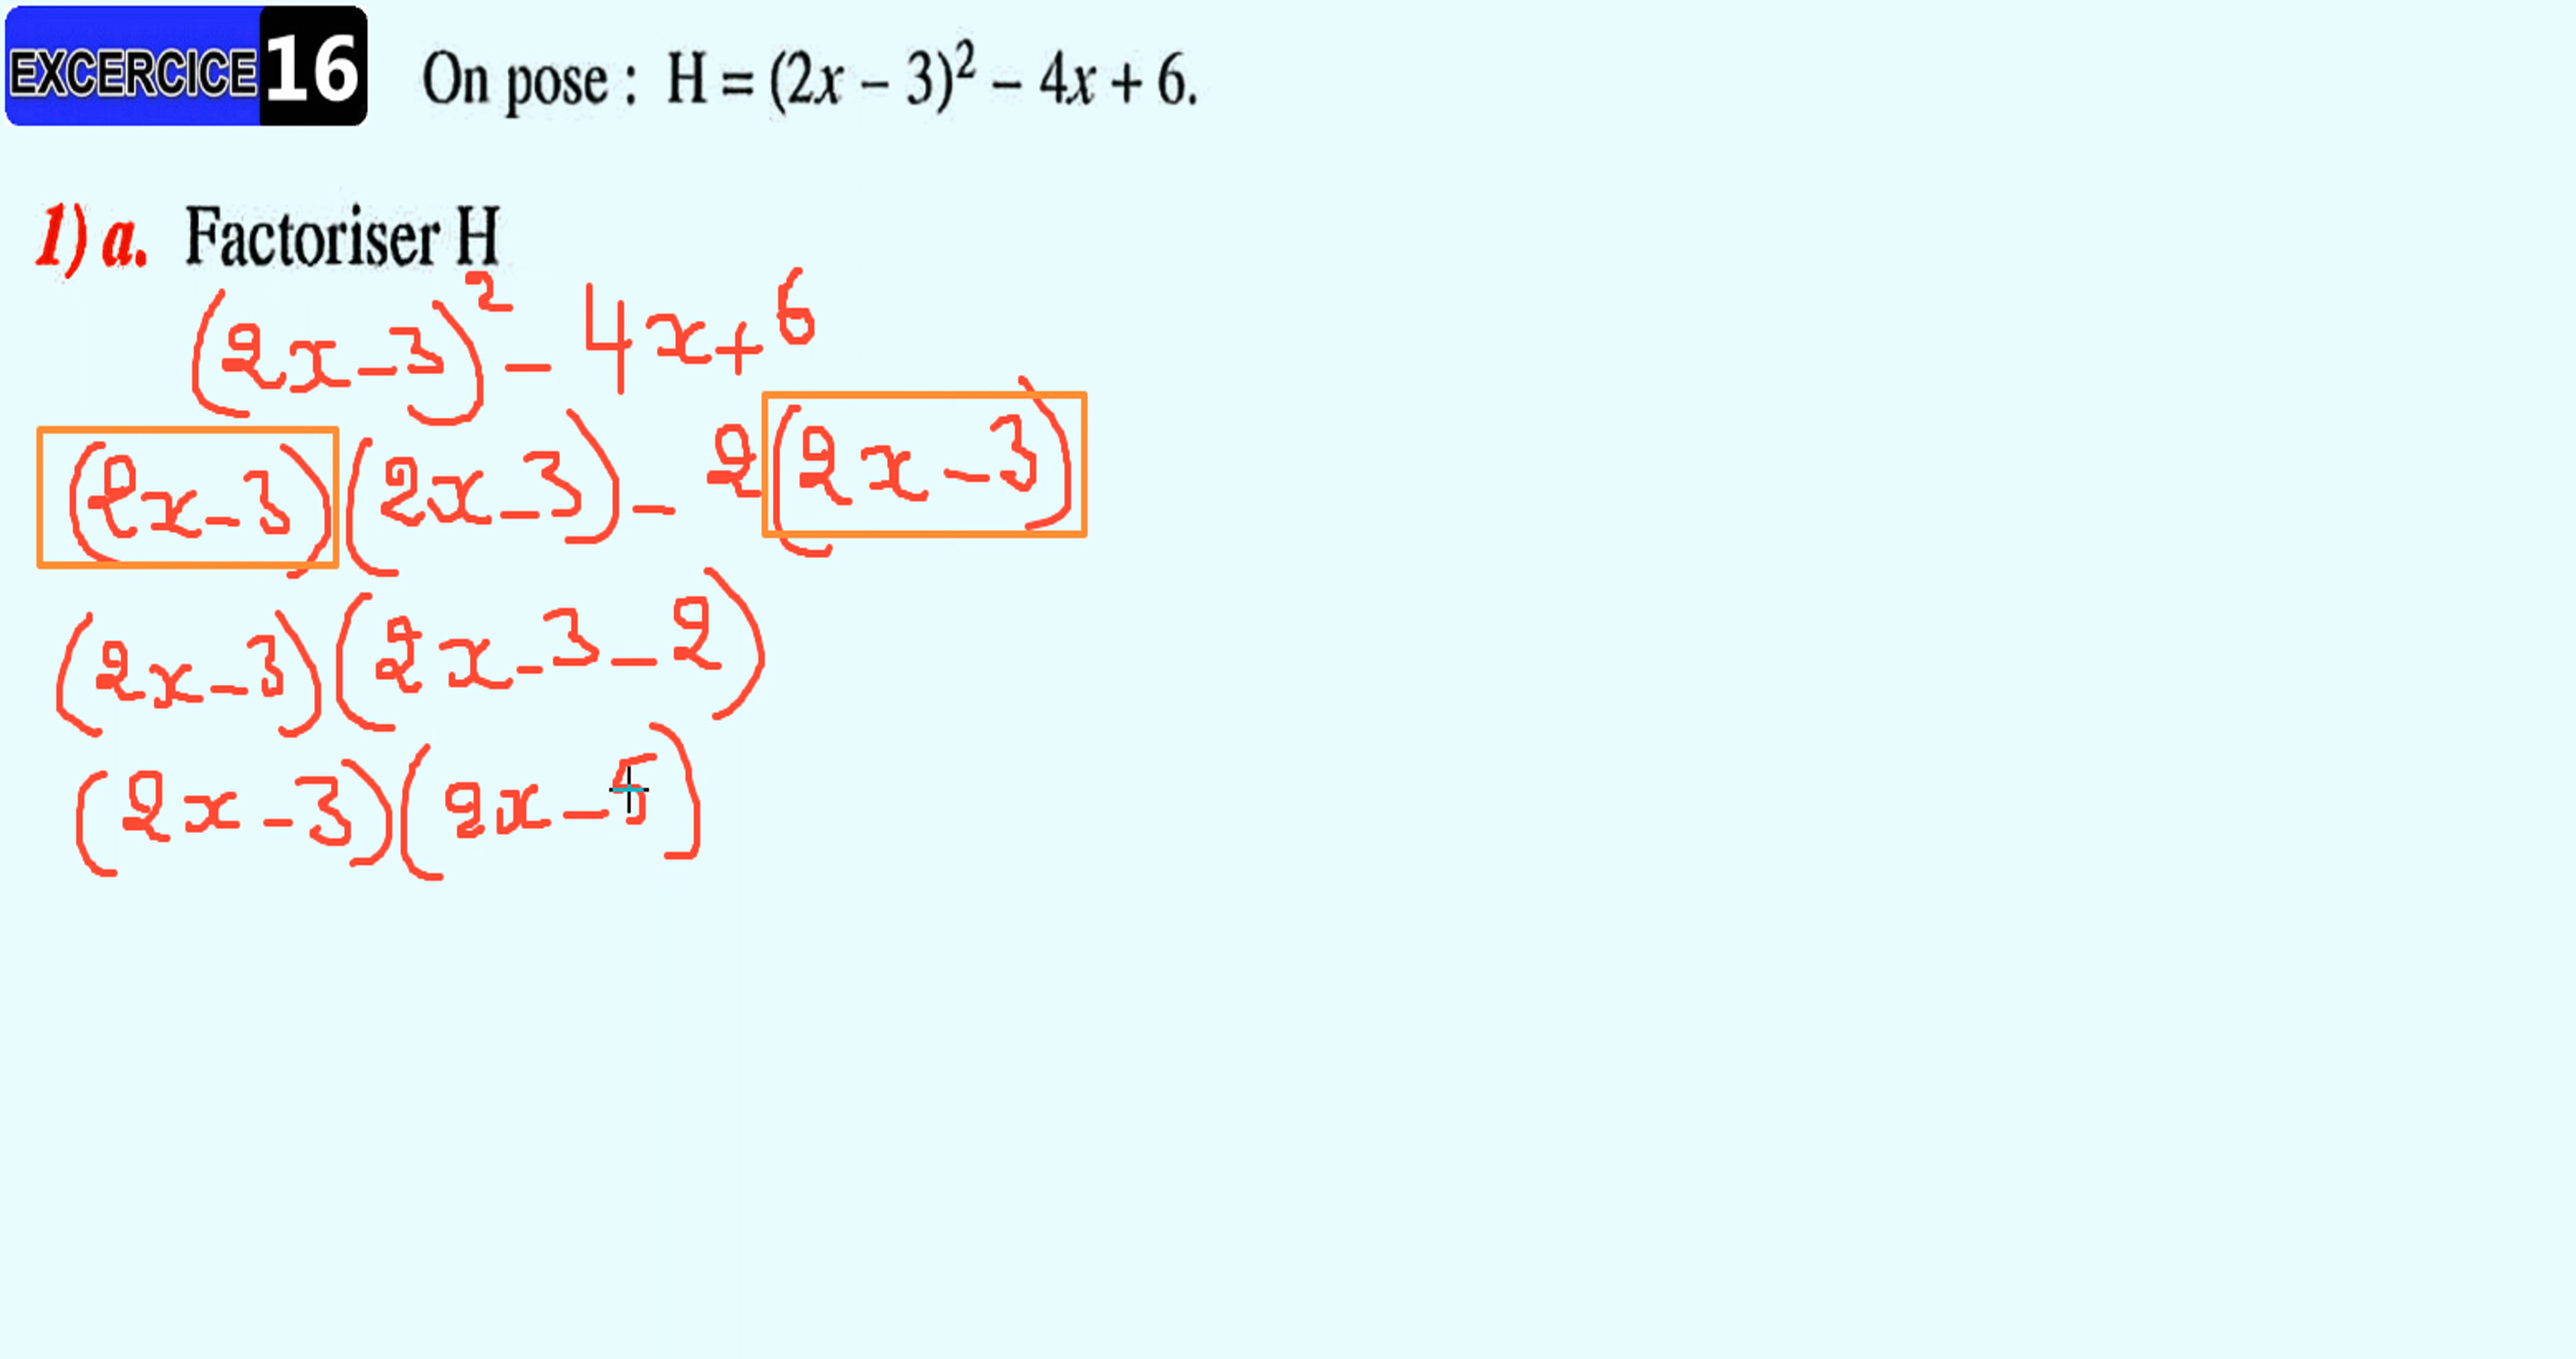 EXCERCICE 16 On pose : H = (2x – 3)² – 4x + 6.
1) a. Factoriser H
(2x-3)² - 4x+6
(2x-3)(2x-3) - 2(2x-3)
(2x-3)(2x-3-2)
(2x-3)(2x-5)